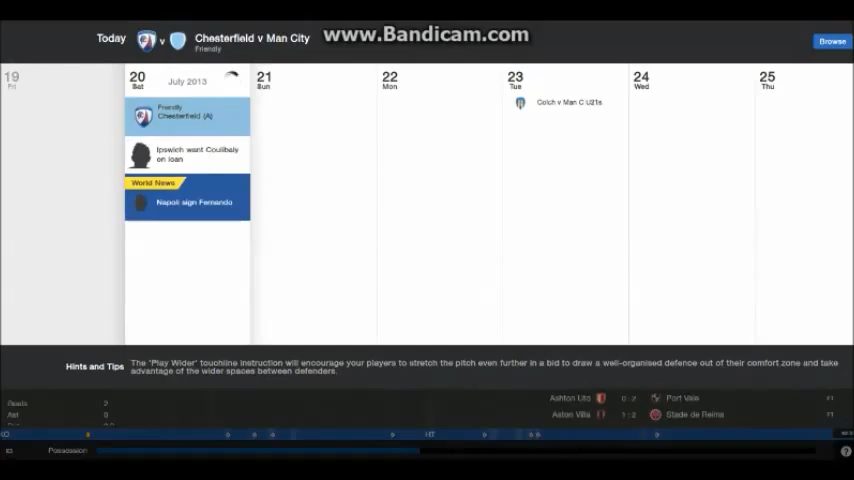 www.Bandicam.com
Today
v
Chesterfield v Man City
Friendly
Browse
19
Fri
20
Sat
July 2013
21
Sun
22
Mon
23
Tue
24
Wed
25
Thu
Friendly
Chesterfield (A)
Colch v Man C U21s
Ipswich want Coulibaly
on loan
World News
Napoli sign Fernando
Hints and Tips
The "Play Wider" touchline instruction will encourage your players to stretch the pitch even further in a bid to draw a well-organised defence out of their comfort zone and take
advantage of the wider spaces between defenders.
Ashton Utd 0 : 2 Port Vale
Aston Villa 1 : 2 Stade de Reims
Goals 2
Ast 0
KO
HT
Possession
?